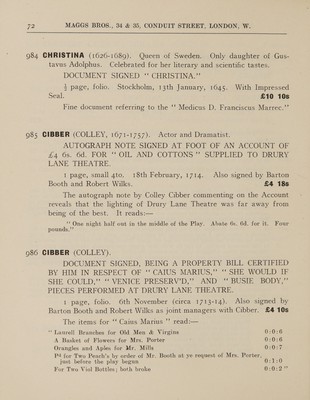 72 MAGGS BROS., 34 & 35, CONDUIT STREET, LONDON, W.
984 CHRISTINA (1626-1689). Queen of Sweden. Only daughter of Gus-
tavus Adolphus. Celebrated for her literary and scientific tastes.
DOCUMENT SIGNED " CHRISTINA."
½ page, folio. Stockholm, 13th January, 1645. With Impressed
Seal. £10 10s
Fine document referring to the " Medicus D. Franciscus Marrec."
985 CIBBER (COLLEY, 1671-1757). Actor and Dramatist.
AUTOGRAPH NOTE SIGNED AT FOOT OF AN ACCOUNT OF
£4 6s. 6d. FOR " OIL AND COTTONS " SUPPLIED TO DRURY
LANE THEATRE.
1 page, small 4to. 18th February, 1714. Also signed by Barton
Booth and Robert Wilks. £4 18s
The autograph note by Colley Cibber commenting on the Account
reveals that the lighting of Drury Lane Theatre was far away from
being of the best. It reads:—
" One night half out in the middle of the Play. Abate 6s. 6d. for it. Four
pounds."
986 CIBBER (COLLEY).
DOCUMENT SIGNED, BEING A PROPERTY BILL CERTIFIED
BY HIM IN RESPECT OF " CAIUS MARIUS," " SHE WOULD IF
SHE COULD," " VENICE PRESERV'D," AND " BUSIE BODY,"
PIECES PERFORMED AT DRURY LANE THEATRE.
1 page, folio. 6th November (circa 1713-14). Also signed by
Barton Booth and Robert Wilks as joint managers with Cibber. £4 10s
The items for " Caius Marius " read:—
" Laurell Branches for Old Men & Virgins 0:0:6
A Basket of Flowers for Mrs. Porter 0:0:6
Orangles and Aples for Mr. Mills 0:0:7
Pd for Two Peach's by order of Mr. Booth at ye request of Mrs. Porter,
just before the play began 0:1:0
For Two Viol Bottles; both broke 0:0:2 "